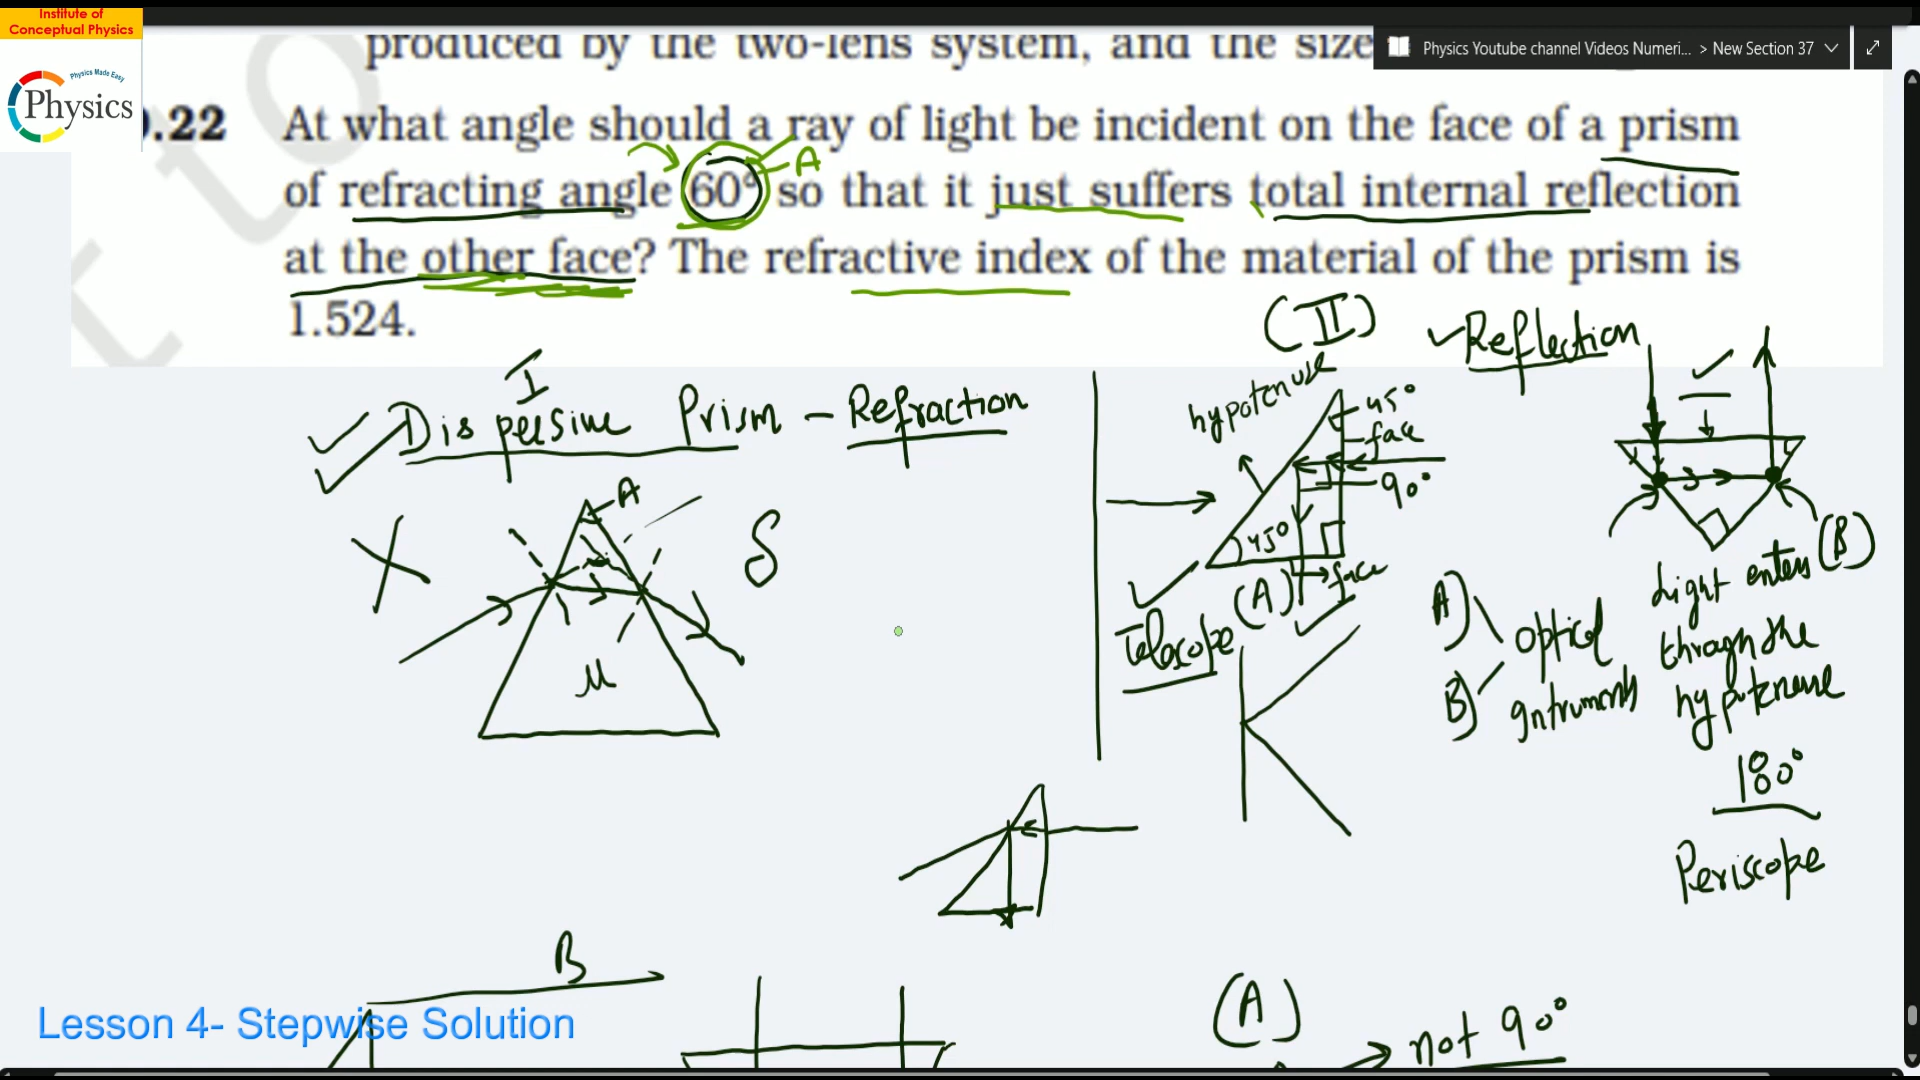 Institute of
Conceptual Physics
Physics Made Easy
Physics
produced by the two-lens system, and the size
Physics Youtube channel Videos Numeri... > New Section 37
.22 At what angle should a ray of light be incident on the face of a prism
of refracting angle 60° so that it just suffers total internal reflection
A
at the other face? The refractive index of the material of the prism is
1.524.
I
Dispersive Prism - Refraction
A
δ
μ
(II)
Reflection
hypotenuse
45°
face
90°
45°
face
(A)
Telescope
(B)
Light enters
through the
hypotenuse
A)
B)
optical
180°
Periscope
B
Lesson 4- Stepwise Solution
(A)
not 90°